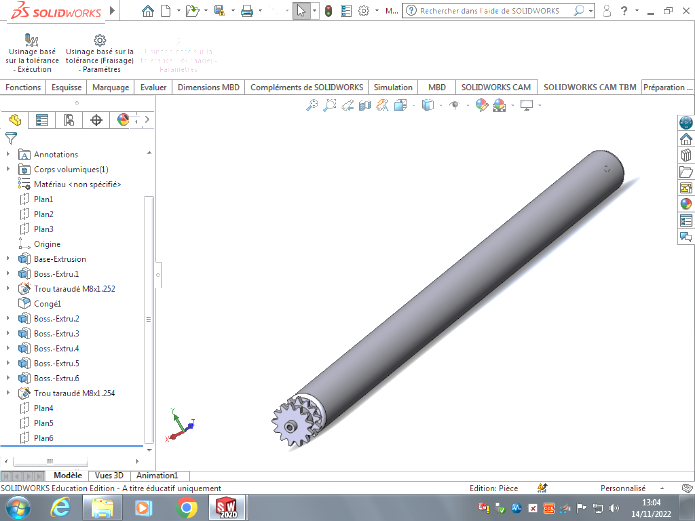 SOLIDWORKS
M...
Rechercher dans l'aide de SOLIDWORKS
?
Usinage basé
sur la tolérance
- Exécution
Usinage basé sur la
tolérance (Fraisage)
- Paramètres
Fonctions
Esquisse
Marquage
Evaluer
Dimensions MBD
Compléments de SOLIDWORKS
Simulation
MBD
SOLIDWORKS CAM
SOLIDWORKS CAM TBM
Préparation ...
Annotations
Corps volumiques(1)
Matériau <non spécifié>
Plan1
Plan2
Plan3
Origine
Base-Extrusion
Boss.-Extru.1
Trou taraudé M8x1.252
Congé1
Boss.-Extru.2
Boss.-Extru.3
Boss.-Extru.4
Boss.-Extru.5
Boss.-Extru.6
Trou taraudé M8x1.254
Plan4
Plan5
Plan6
Y
X
Z
Modèle
Vues 3D
Animation1
SOLIDWORKS Education Edition - A titre éducatif uniquement
Edition: Pièce
Personnalisé
SW
2020
13:04
14/11/2022